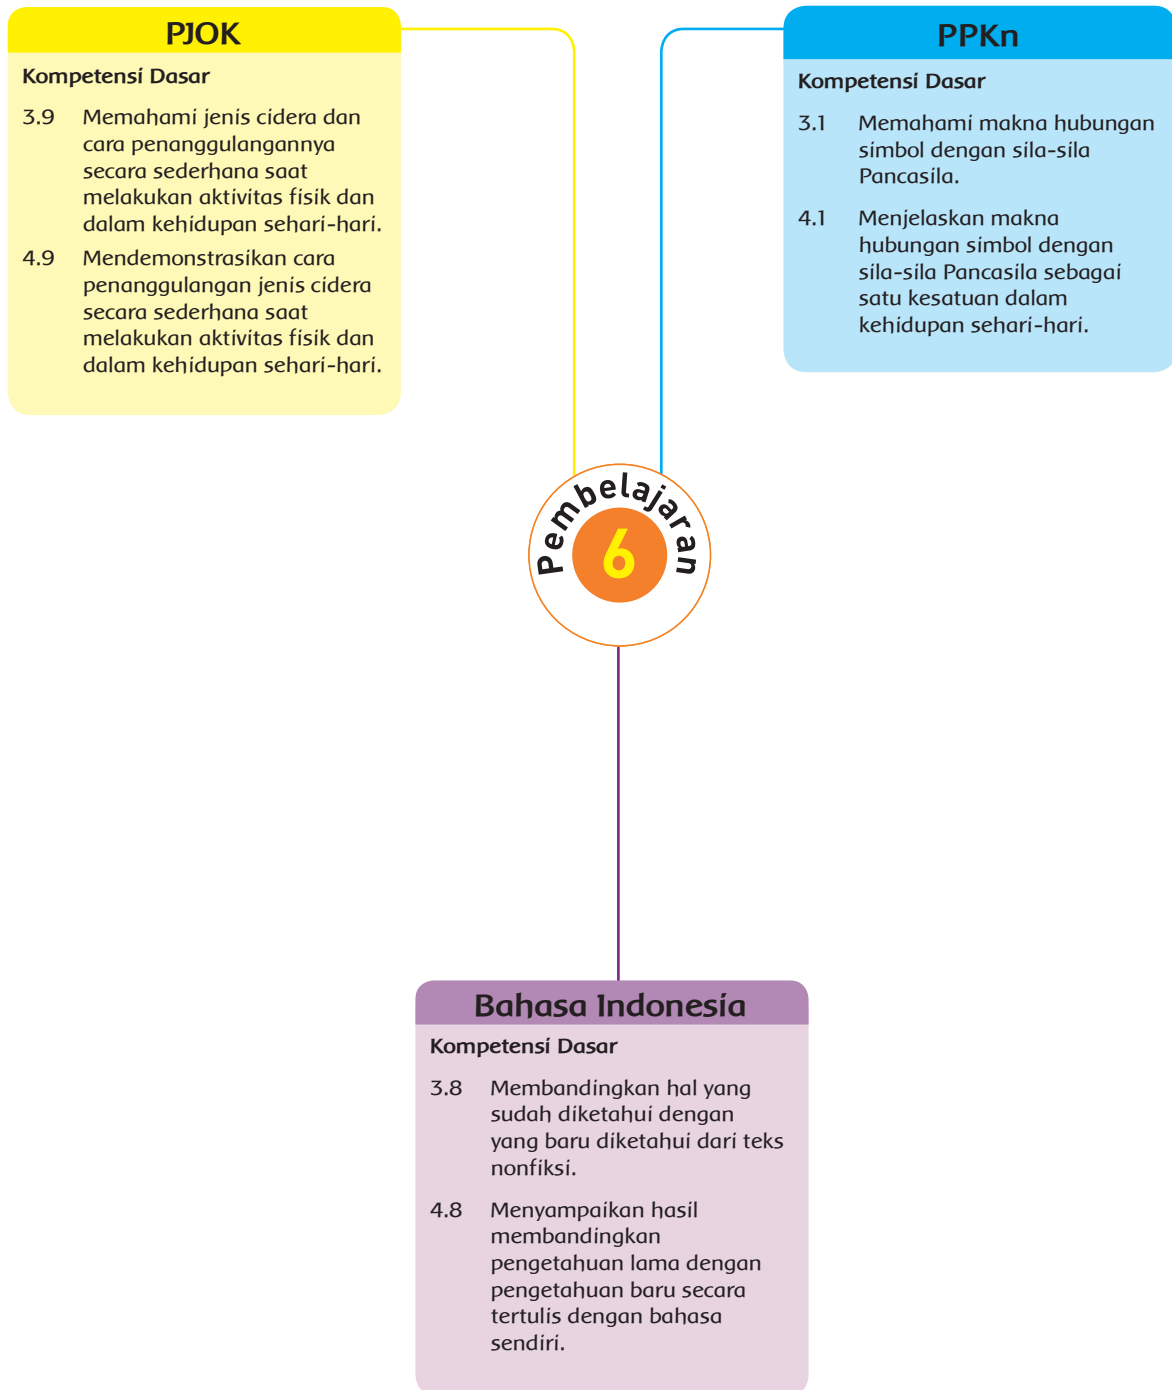 PJOK
Kompetensi Dasar
3.9 Memahami jenis cidera dan
cara penanggulangannya
secara sederhana saat
melakukan aktivitas fisik dan
dalam kehidupan sehari-hari.
4.9 Mendemonstrasikan cara
penanggulangan jenis cidera
secara sederhana saat
melakukan aktivitas fisik dan
dalam kehidupan sehari-hari.
PPKn
Kompetensi Dasar
3.1 Memahami makna hubungan
simbol dengan sila-sila
Pancasila.
4.1 Menjelaskan makna
hubungan simbol dengan
sila-sila Pancasila sebagai
satu kesatuan dalam
kehidupan sehari-hari.
Pembelajaran
6
Bahasa Indonesia
Kompetensi Dasar
3.8 Membandingkan hal yang
sudah diketahui dengan
yang baru diketahui dari teks
nonfiksi.
4.8 Menyampaikan hasil
membandingkan
pengetahuan lama dengan
pengetahuan baru secara
tertulis dengan bahasa
sendiri.